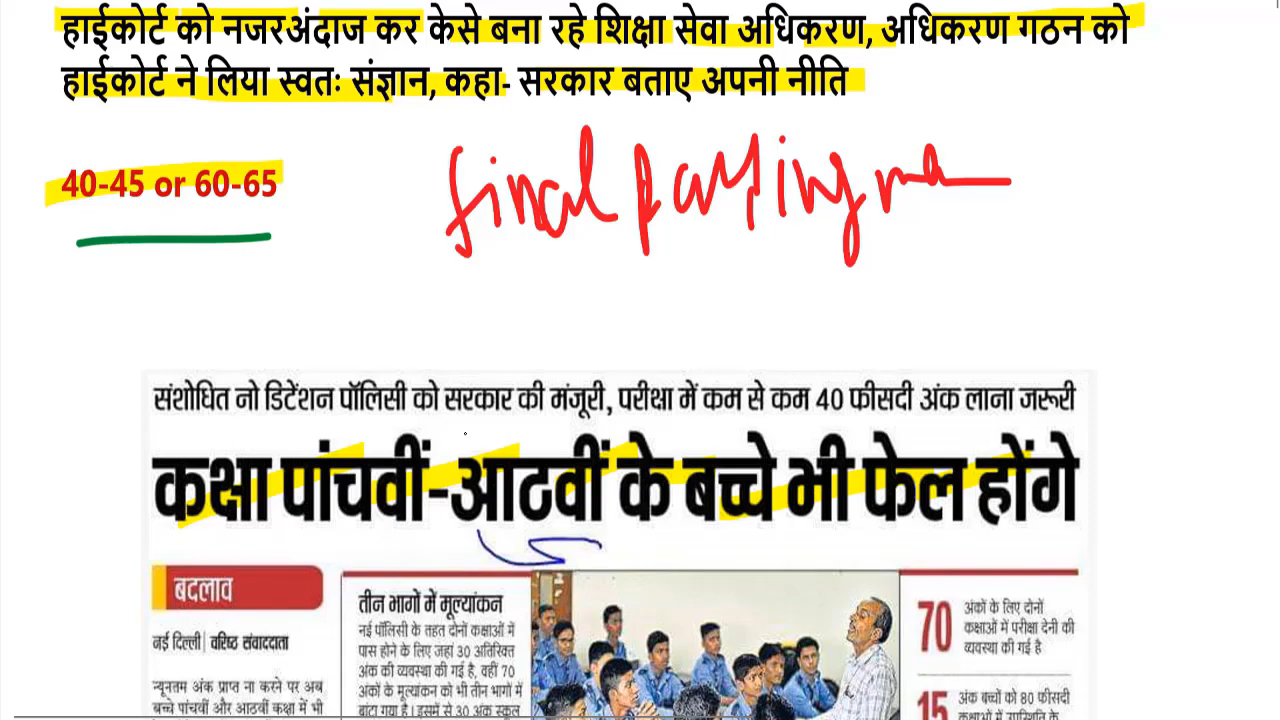 हाईकोर्ट को नजरअंदाज कर केसे बना रहे शिक्षा सेवा अधिकरण, अधिकरण गठन को
हाईकोर्ट ने लिया स्वतः संज्ञान, कहा- सरकार बताए अपनी नीति
40-45 or 60-65
final
संशोधित नो डिटेंशन पॉलिसी को सरकार की मंजूरी, परीक्षा में कम से कम 40 फीसदी अंक लाना जरूरी
कक्षा पांचवीं-आठवीं के बच्चे भी फेल होंगे
बदलाव
नई दिल्ली | वरिष्ठ संवाददाता
न्यूनतम अंक प्राप्त ना करने पर अब
बच्चे पांचवीं और आठवीं कक्षा में भी
तीन भागों में मूल्यांकन
नई पॉलिसी के तहत दोनों कक्षाओं में
पास होने के लिए जहां 30 अतिरिक्त
अंक की व्यवस्था की गई है, वहीं 70
अंकों के मूल्यांकन को भी तीन भागों में
बांटा गया है। इसमें से 30 अंक स्कूल
70
अंकों के लिए दोनों
कक्षाओं में परीक्षा देनी की
व्यवस्था की गई है
15
अंक बच्चों को 80 फीसदी
कक्षाओं में उपस्थिति के